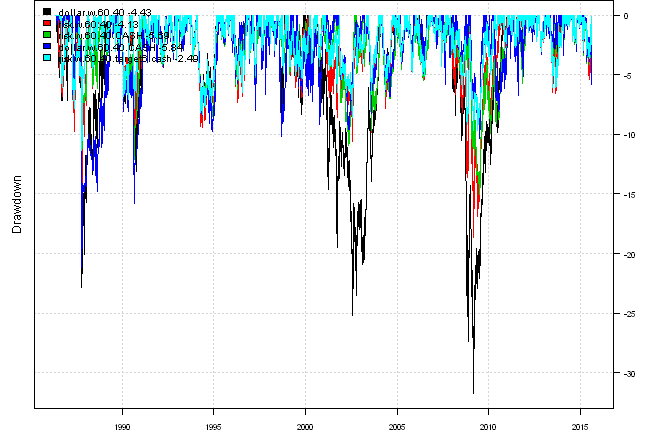 dollar.w.60.40 -4.43
risk.w.60.40 -4.13
risk.w.60.40.CASH -5.69
dollar.w.60.40.CASH -5.84
risk.w.60.40.target5.cash -2.49
Drawdown
0
-5
-10
-15
-20
-25
-30
1990
1995
2000
2005
2010
2015